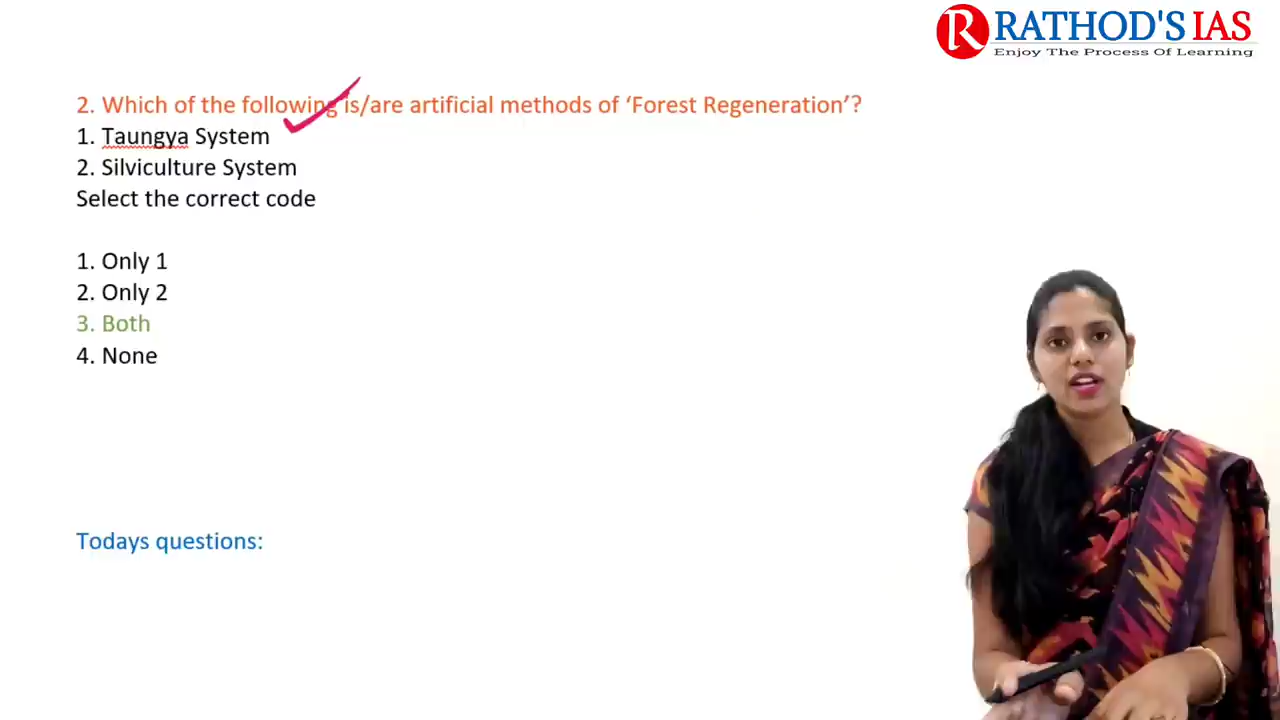 RATHOD'S IAS
Enjoy The Process Of Learning
2. Which of the following is/are artificial methods of ‘Forest Regeneration’?
1. Taungya System
2. Silviculture System
Select the correct code
1. Only 1
2. Only 2
3. Both
4. None
Todays questions: